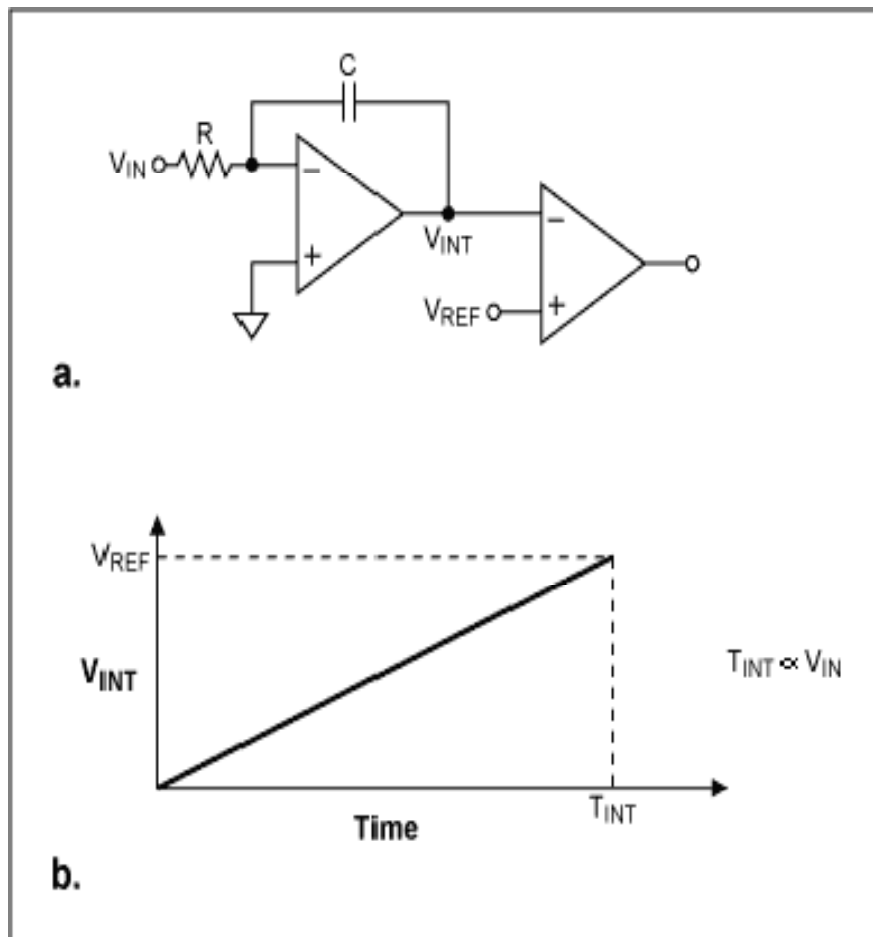 C
R
VIN
−
+
VINT
−
VREF
+
a.
VREF
VINT
TINT ∝ VIN
TINT
Time
b.